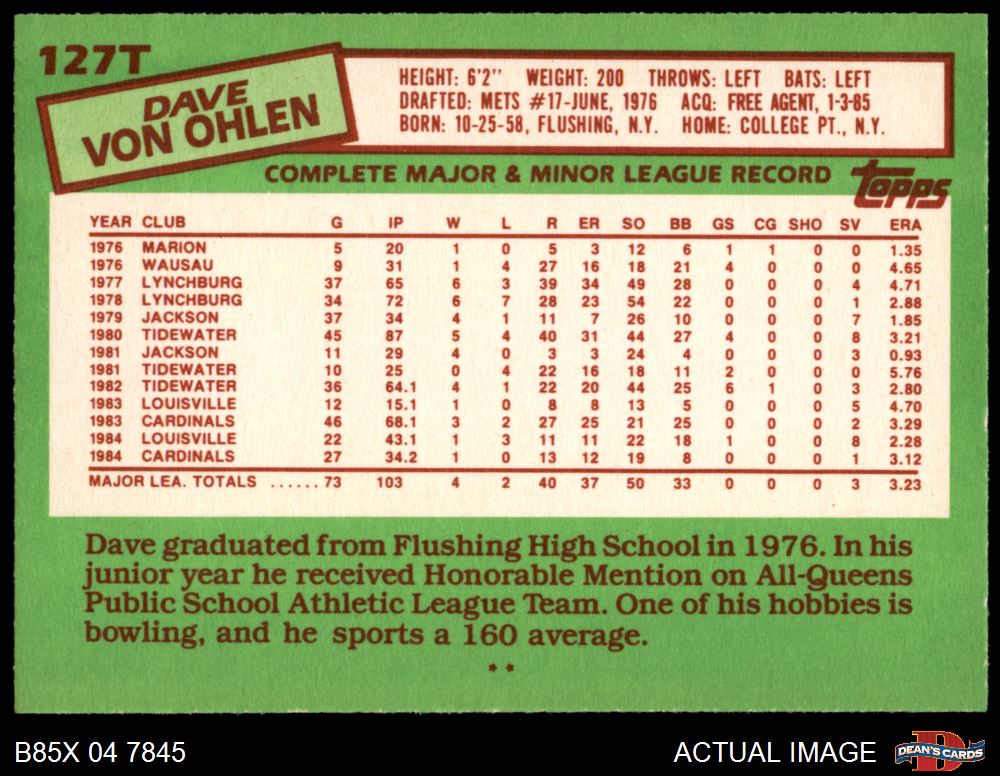 127T
DAVE
VON OHLEN
HEIGHT: 6'2" WEIGHT: 200 THROWS: LEFT BATS: LEFT
DRAFTED: METS #17-JUNE, 1976 ACQ: FREE AGENT, 1-3-85
BORN: 10-25-58, FLUSHING, N.Y. HOME: COLLEGE PT., N.Y.
COMPLETE MAJOR & MINOR LEAGUE RECORD topps
YEAR CLUB G IP W L R ER SO BB GS CG SHO SV ERA
1976 MARION 5 20 1 0 5 3 12 6 1 1 0 0 1.35
1976 WAUSAU 9 31 1 4 27 16 18 21 4 0 0 0 4.65
1977 LYNCHBURG 37 65 6 3 39 34 49 28 0 0 0 4 4.71
1978 LYNCHBURG 34 72 6 7 28 23 54 22 0 0 0 1 2.88
1979 JACKSON 37 34 4 1 11 7 26 10 0 0 0 7 1.85
1980 TIDEWATER 45 87 5 4 40 31 44 27 4 0 0 8 3.21
1981 JACKSON 11 29 4 0 3 3 24 4 0 0 0 3 0.93
1981 TIDEWATER 10 25 0 4 22 16 18 11 2 0 0 0 5.76
1982 TIDEWATER 36 64.1 4 1 22 20 44 25 6 1 0 3 2.80
1983 LOUISVILLE 12 15.1 1 0 8 8 13 5 0 0 0 5 4.70
1983 CARDINALS 46 68.1 3 2 27 25 21 25 0 0 0 2 3.29
1984 LOUISVILLE 22 43.1 1 3 11 11 22 18 1 0 0 8 2.28
1984 CARDINALS 27 34.2 1 0 13 12 19 8 0 0 0 1 3.12
MAJOR LEA. TOTALS ...... 73 103 4 2 40 37 50 33 0 0 0 3 3.23
Dave graduated from Flushing High School in 1976. In his
junior year he received Honorable Mention on All-Queens
Public School Athletic League Team. One of his hobbies is
bowling, and he sports a 160 average.
* *
B85X 04 7845 ACTUAL IMAGE DEAN'S CARDS